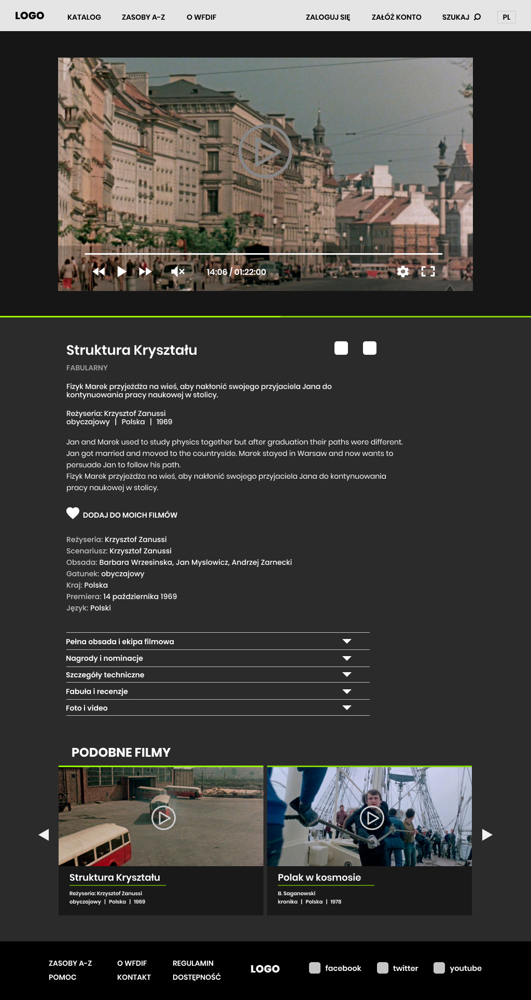 LOGO
KATALOG
ZASOBY A-Z
O WFDIF
ZALOGUJ SIĘ
ZAŁÓŻ KONTO
SZUKAJ
PL
14:06 / 01:22:00
Struktura Kryształu
FABULARNY
Fizyk Marek przyjeżdża na wieś, aby nakłonić swojego przyjaciela Jana do
kontynuowania pracy naukowej w stolicy.
Reżyseria: Krzysztof Zanussi
obyczajowy | Polska | 1969
Jan and Marek used to study physics together but after graduation their paths were different.
Jan got married and moved to the countryside. Marek stayed in Warsaw and now wants to
persuade Jan to follow his path.
Fizyk Marek przyjeżdża na wieś, aby nakłonić swojego przyjaciela Jana do kontynuowania
pracy naukowej w stolicy.
DODAJ DO MOICH FILMÓW
Reżyseria: Krzysztof Zanussi
Scenariusz: Krzysztof Zanussi
Obsada: Barbara Wrzesinska, Jan Myslowicz, Andrzej Zarnecki
Gatunek: obyczajowy
Kraj: Polska
Premiera: 14 października 1969
Język: Polski
Pełna obsada i ekipa filmowa
Nagrody i nominacje
Szczegóły techniczne
Fabuła i recenzje
Foto i video
PODOBNE FILMY
Struktura Kryształu
Reżyseria: Krzysztof Zanussi
obyczajowy | Polska | 1969
Polak w kosmosie
B. Saganowski
kronika | Polska | 1978
ZASOBY A-Z
O WFDIF
REGULAMIN
POMOC
KONTAKT
DOSTĘPNOŚĆ
LOGO
facebook
twitter
youtube